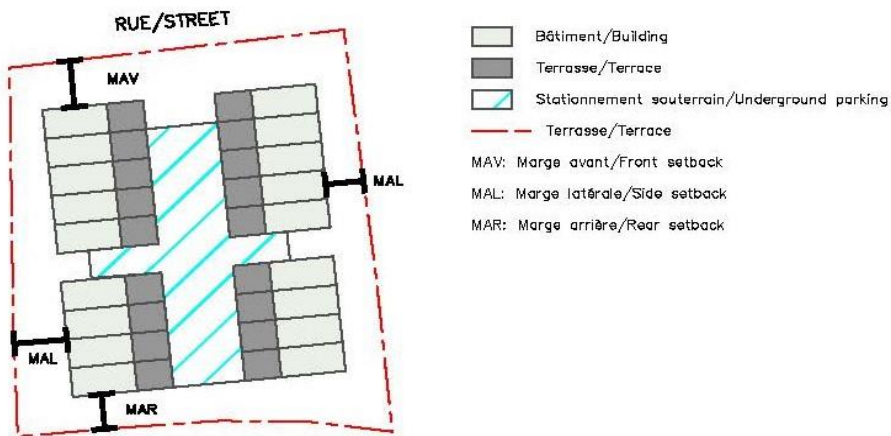 RUE/STREET
MAV
MAL
MAL
MAR
Bâtiment/Building
Terrasse/Terrace
Stationnement souterrain/Underground parking
Terrasse/Terrace
MAV: Marge avant/Front setback
MAL: Marge latérale/Side setback
MAR: Marge arrière/Rear setback